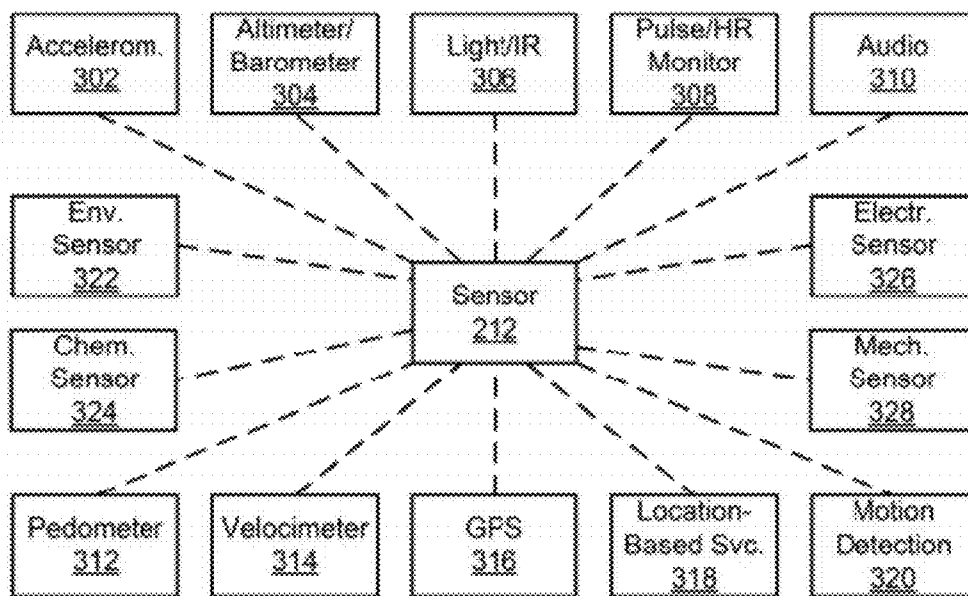 Accelerom.
302
Altimeter/
Barometer
304
Light/IR
306
Pulse/HR
Monitor
308
Audio
310
Env.
Sensor
322
Electr.
Sensor
326
Sensor
212
Chem.
Sensor
324
Mech.
Sensor
328
Pedometer
312
Velocimeter
314
GPS
316
Location-
Based Svc.
318
Motion
Detection
320